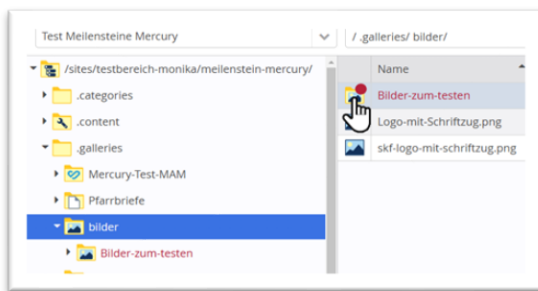 Test Meilensteine Mercury
/ .galleries/ bilder/
/sites/testbereich-monika/meilenstein-mercury/
.categories
.content
.galleries
Mercury-Test-MAM
Pfarrbriefe
bilder
Bilder-zum-testen
Name
Bilder-zum-testen
Logo-mit-Schriftzug.png
skf-logo-mit-schriftzug.png